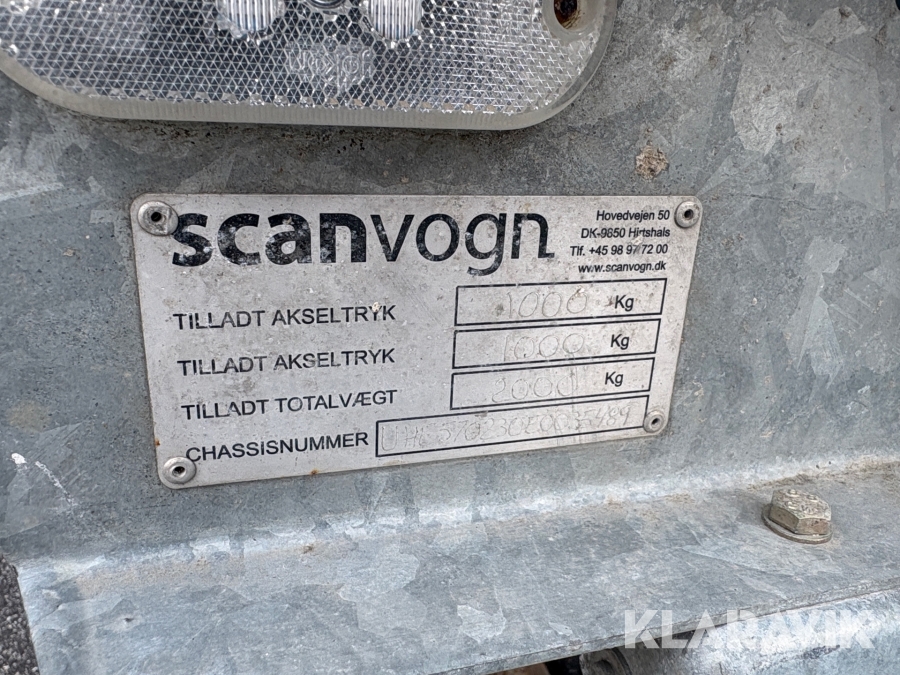 scanvogn
Hovedvejen 50
DK-9850 Hirtshals
Tlf. +45 98 97 72 00
www.scanvogn.dk
TILLADT AKSELTRYK 1000 Kg
TILLADT AKSELTRYK 1000 Kg
TILLADT TOTALVÆGT 2000 Kg
CHASSISNUMMER
KLARAVIK